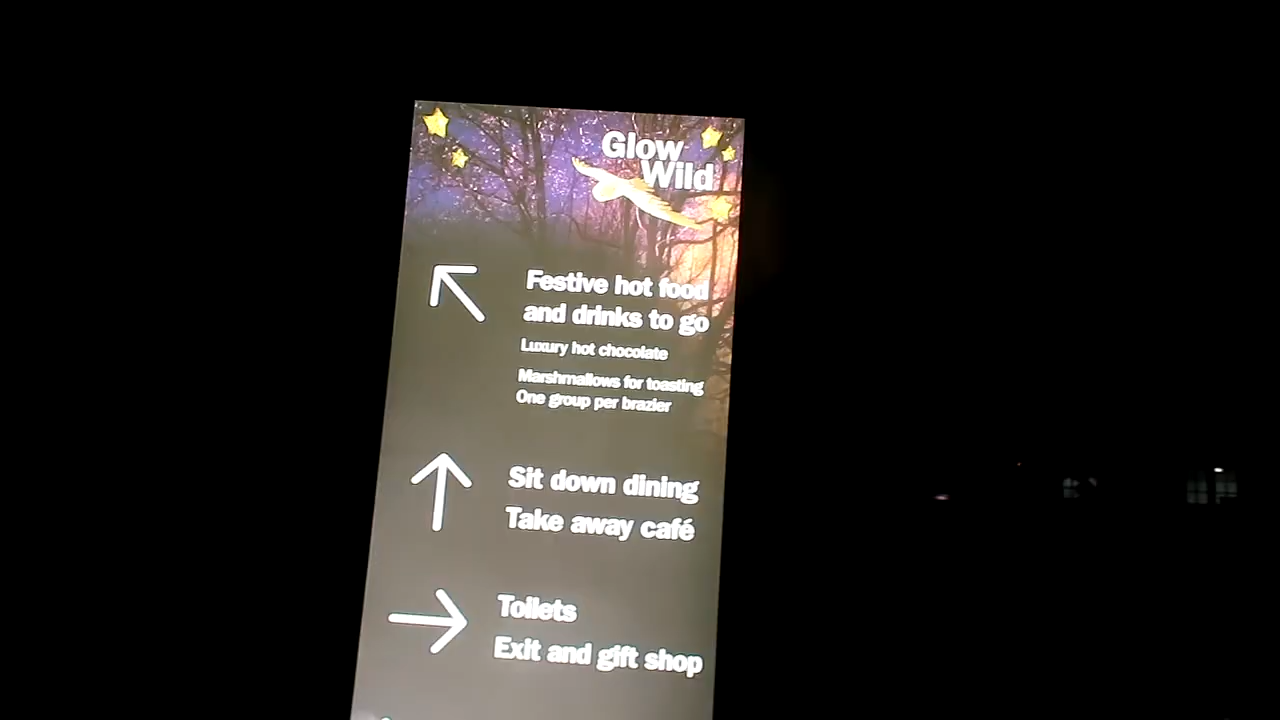 Glow
Wild
Festive hot food
and drinks to go
Luxury hot chocolate
Marshmallows for toasting
One group per brazier
Sit down dining
Take away café
Toilets
Exit and gift shop